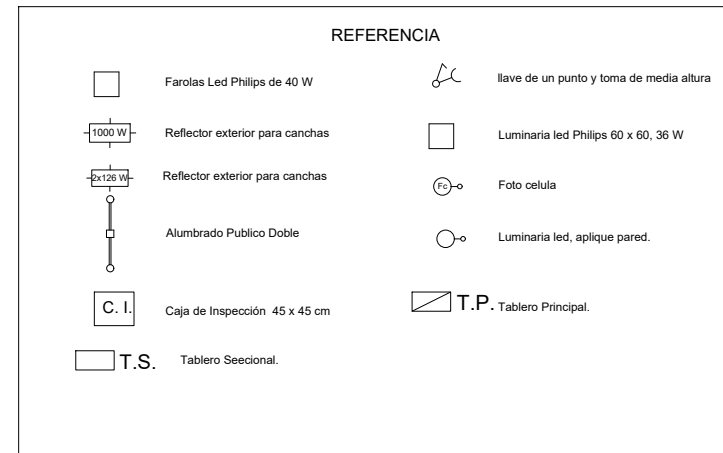 REFERENCIA
Farolas Led Philips de 40 W
1000 W
Reflector exterior para canchas
2x126 W
Reflector exterior para canchas
Alumbrado Publico Doble
C. I.
Caja de Inspección 45 x 45 cm
T.S.
Tablero Seecional.
llave de un punto y toma de media altura
Luminaria led Philips 60 x 60, 36 W
Fc
Foto celula
Luminaria led, aplique pared.
T.P.
Tablero Principal.